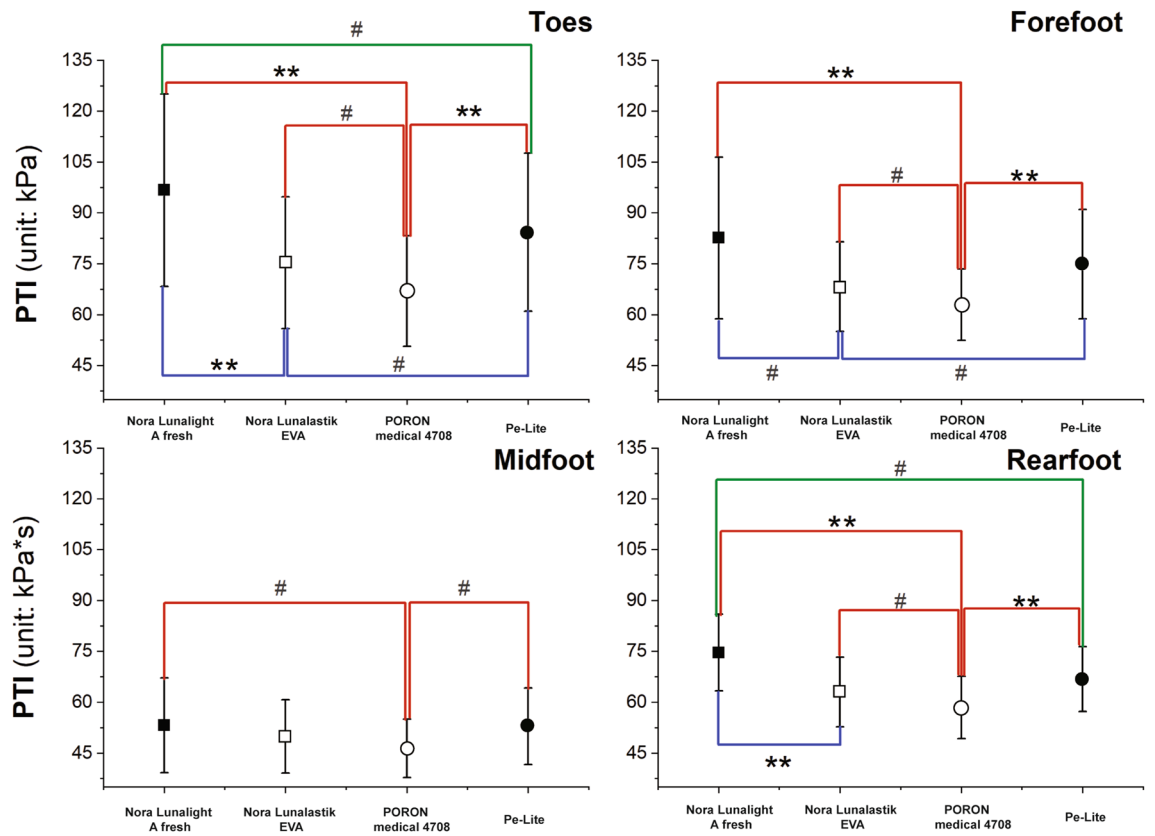 Toes
Forefoot
#
**
#
**
**
#
**
#
**
#
#
PTI (unit: kPa)
135
120
105
90
75
60
45
135
120
105
90
75
60
45
Nora Lunalight
A fresh
Nora Lunalastik
EVA
PORON
medical 4708
Pe-Lite
Nora Lunalight
A fresh
Nora Lunalastik
EVA
PORON
medical 4708
Pe-Lite
Midfoot
Rearfoot
#
#
#
**
#
**
**
PTI (unit: kPa*s)
135
120
105
90
75
60
45
135
120
105
90
75
60
45
Nora Lunalight
A fresh
Nora Lunalastik
EVA
PORON
medical 4708
Pe-Lite
Nora Lunalight
A fresh
Nora Lunalastik
EVA
PORON
medical 4708
Pe-Lite